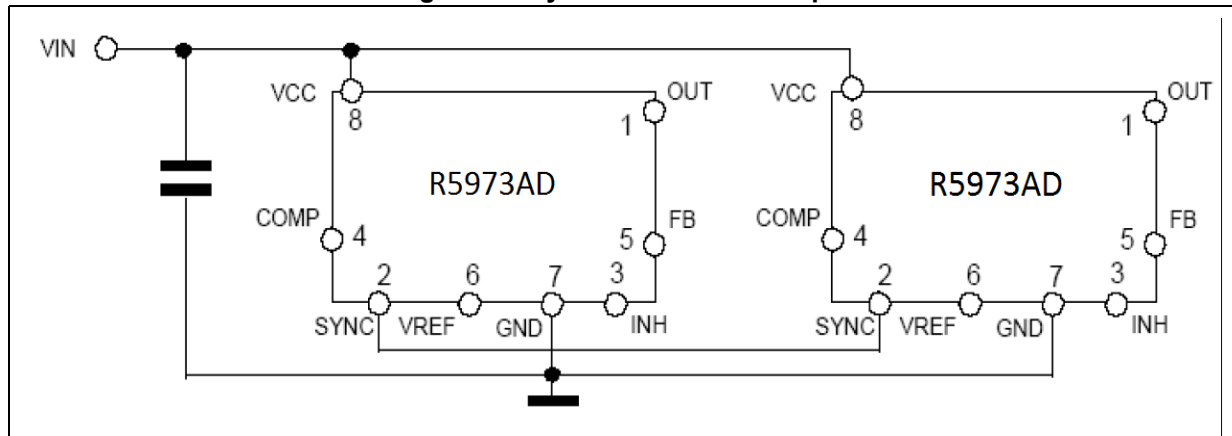 VIN
VCC
8
OUT
1
R5973AD
COMP
4
FB
5
2
6
7
3
SYNC
VREF
GND
INH
VCC
8
OUT
1
R5973AD
COMP
4
FB
5
2
6
7
3
SYNC
VREF
GND
INH